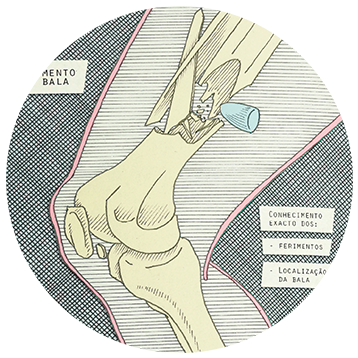 MENTO
BALA
CONHECIMENTO
EXACTO DOS:
- FERIMENTOS
- LOCALIZAÇÃO
DA BALA